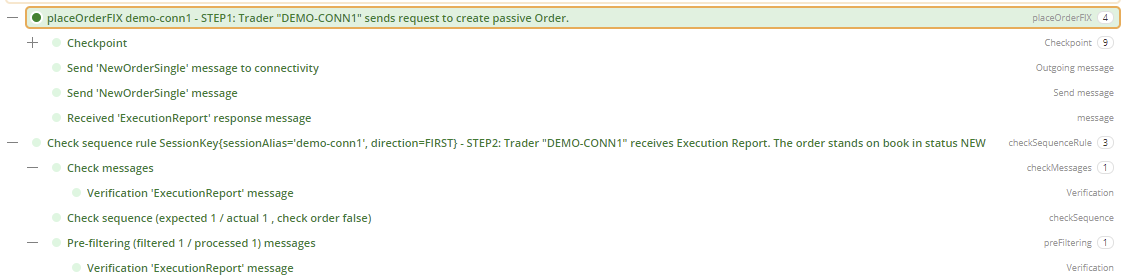 placeOrderFIX demo-conn1 - STEP1: Trader "DEMO-CONN1" sends request to create passive Order. placeOrderFIX 4
Checkpoint Checkpoint 9
Send 'NewOrderSingle' message to connectivity Outgoing message
Send 'NewOrderSingle' message Send message
Received 'ExecutionReport' response message message
Check sequence rule SessionKey{sessionAlias='demo-conn1', direction=FIRST} - STEP2: Trader "DEMO-CONN1" receives Execution Report. The order stands on book in status NEW checkSequenceRule 3
Check messages checkMessages 1
Verification 'ExecutionReport' message Verification
Check sequence (expected 1 / actual 1 , check order false) checkSequence
Pre-filtering (filtered 1 / processed 1) messages preFiltering 1
Verification 'ExecutionReport' message Verification